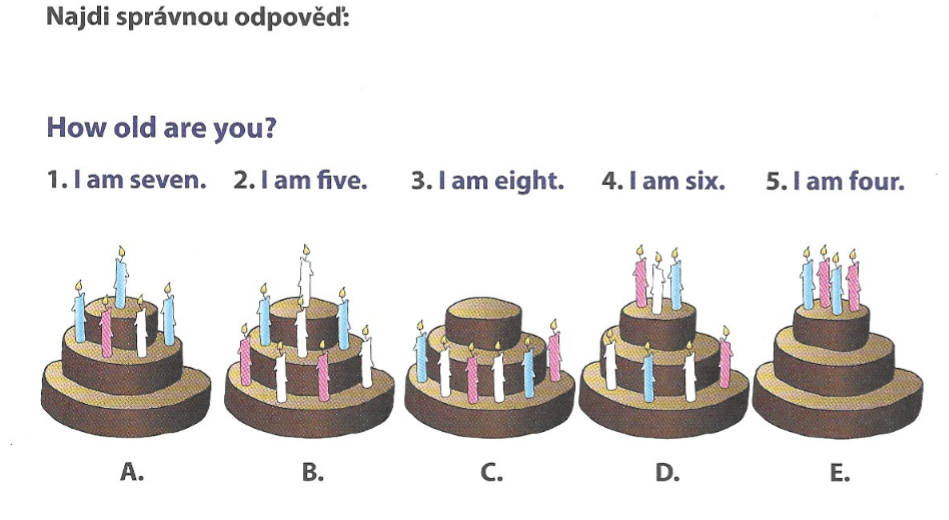 Najdi správnou odpověď:
How old are you?
1. I am seven. 2. I am five. 3. I am eight. 4. I am six. 5. I am four.
A. B. C. D. E.